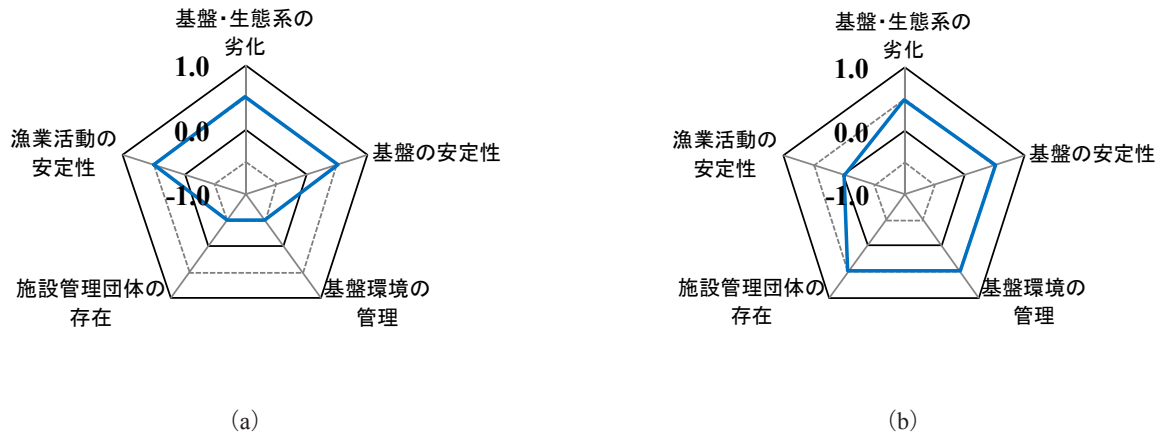 基盤・生態系の
劣化
1.0
0.0
-1.0
漁業活動の
安定性
基盤の安定性
施設管理団体の
存在
基盤環境の
管理
(a)
基盤・生態系の
劣化
1.0
0.0
-1.0
漁業活動の
安定性
基盤の安定性
施設管理団体の
存在
基盤環境の
管理
(b)